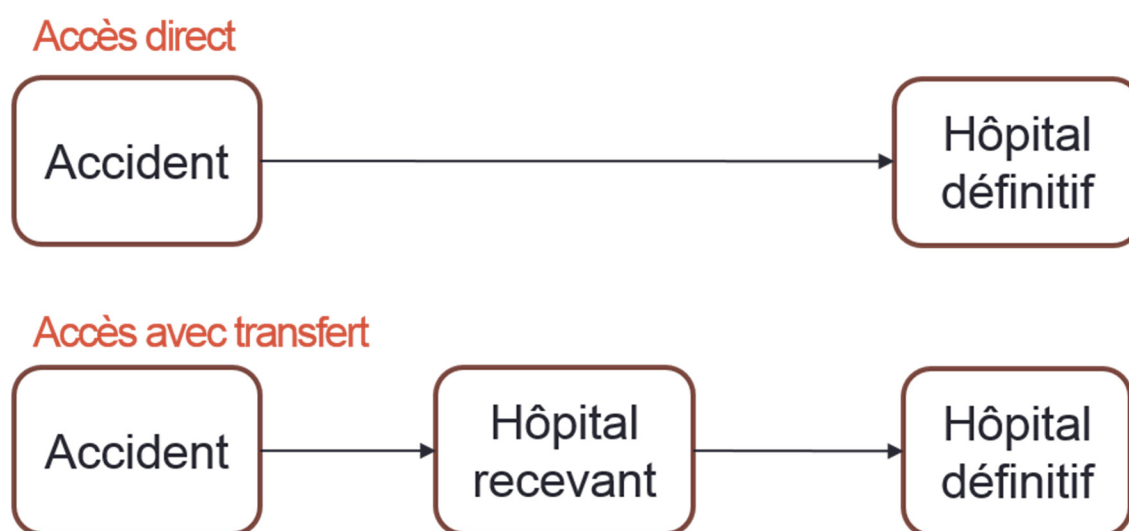 Accès direct
Accident
Hôpital
définitif
Accès avec transfert
Accident
Hôpital
recevant
Hôpital
définitif